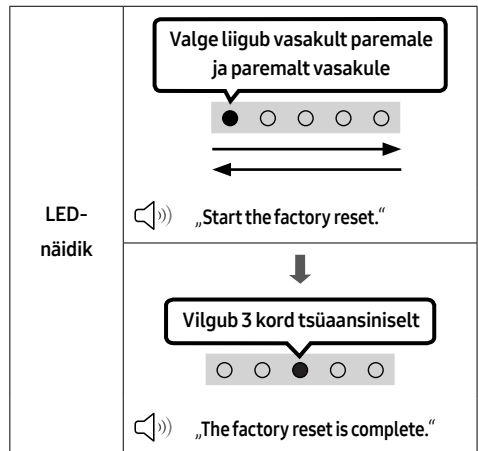 Valge liigub vasakult paremale
ja paremalt vasakule
„Start the factory reset.“
LED-
näidik
Vilgub 3 kord tsüaansiniselt
„The factory reset is complete.“